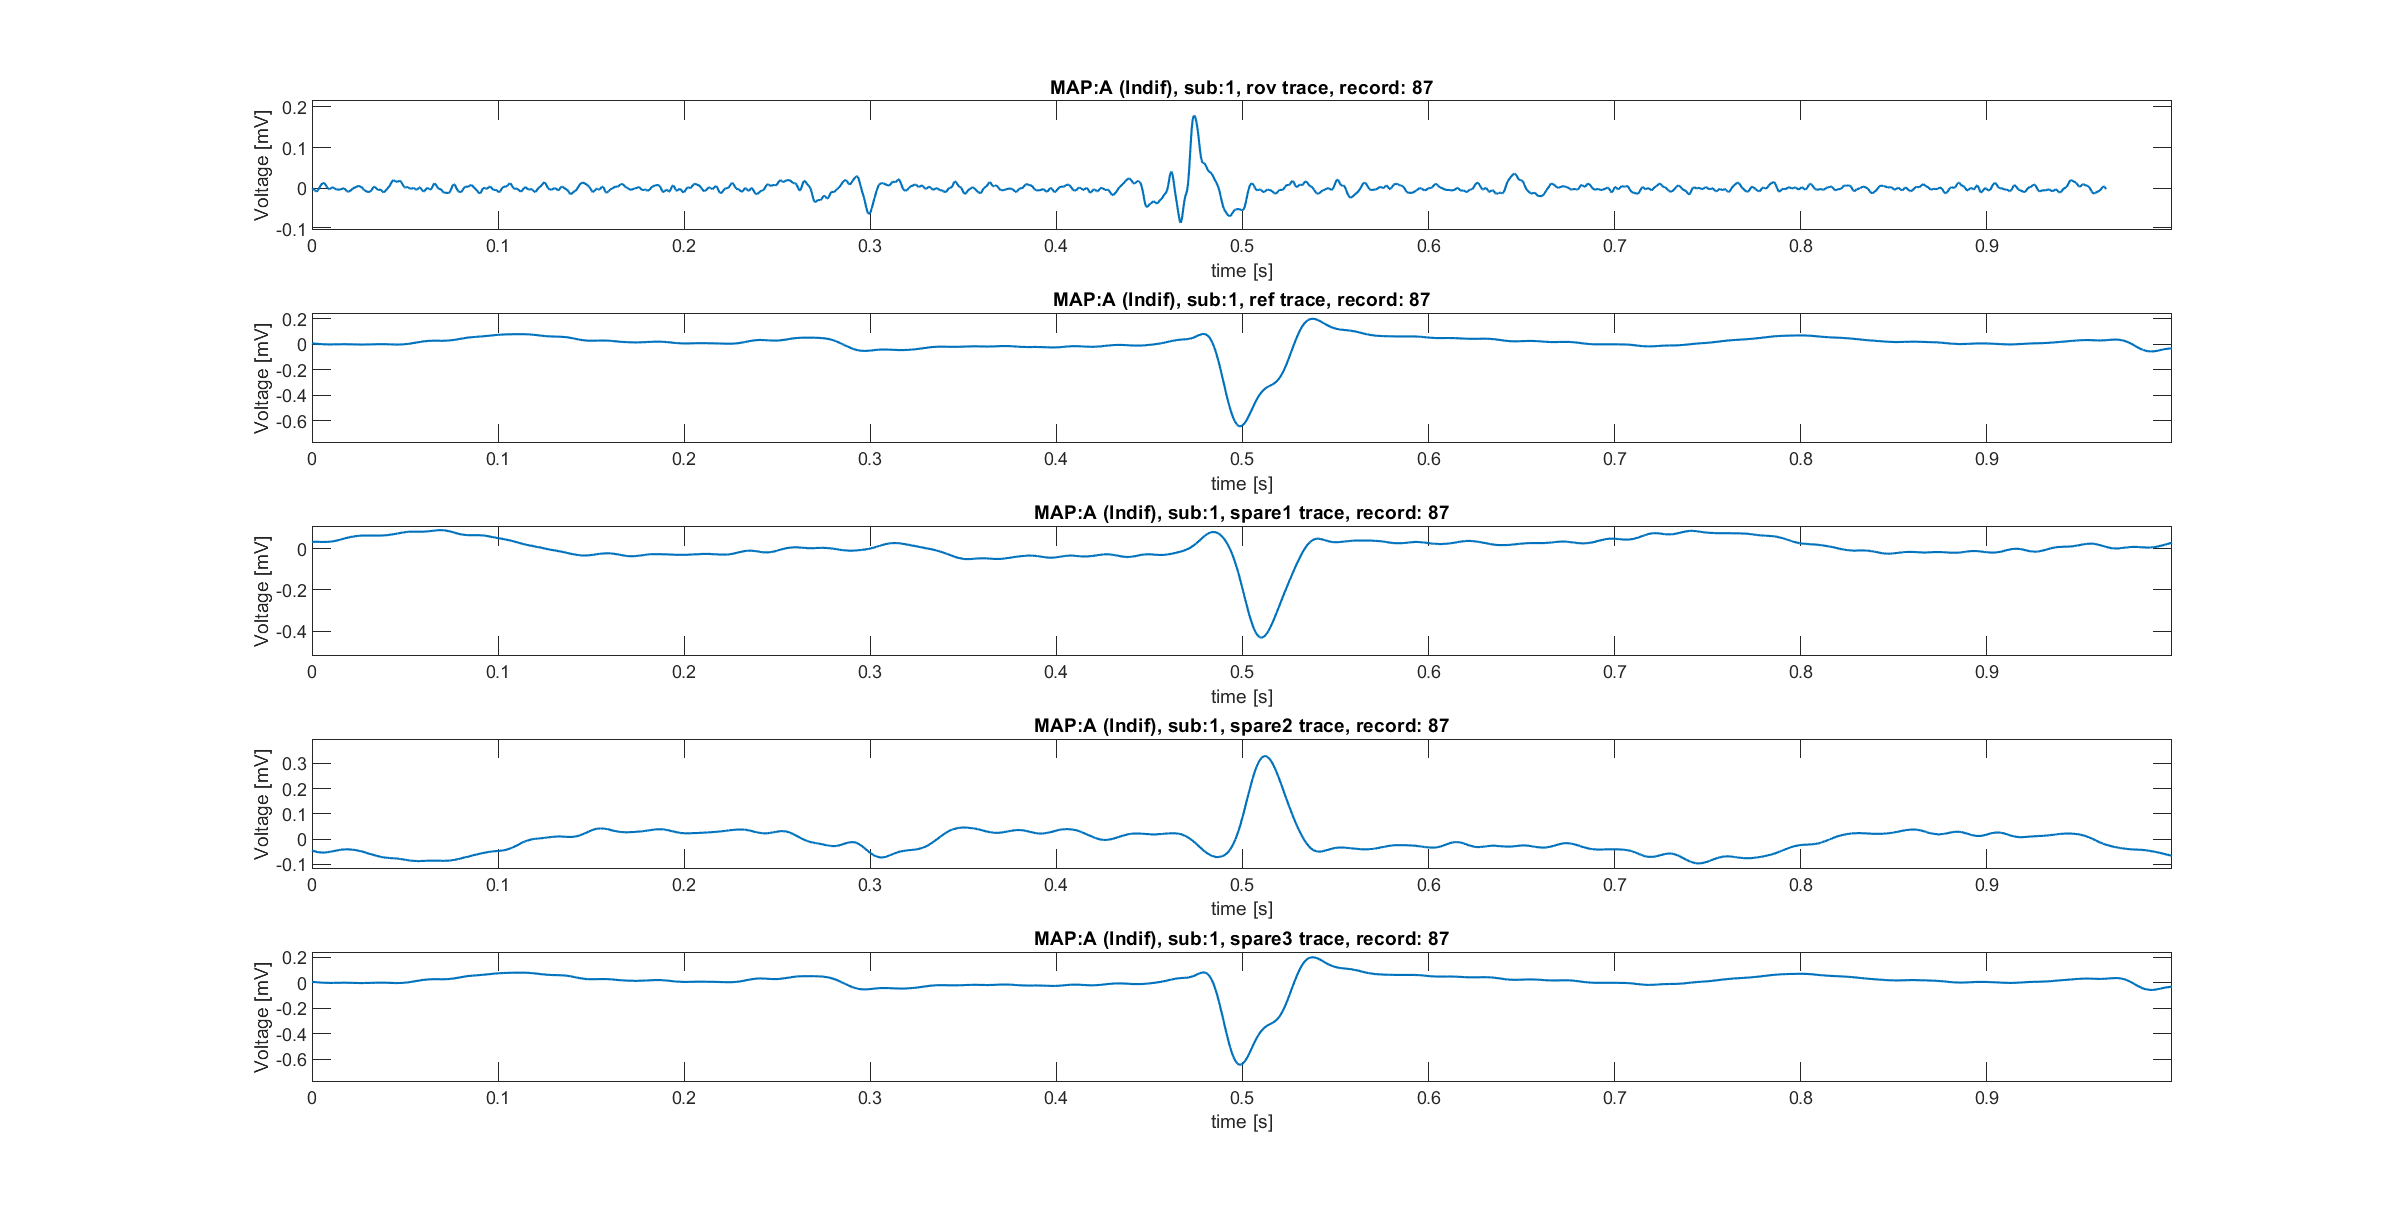 MAP:A (Indif), sub:1, rov trace, record: 87
Voltage [mV]
0.2
0.1
0
-0.1
0 0.1 0.2 0.3 0.4 0.5 0.6 0.7 0.8 0.9
time [s]
MAP:A (Indif), sub:1, ref trace, record: 87
Voltage [mV]
0.2
0
-0.2
-0.4
-0.6
0 0.1 0.2 0.3 0.4 0.5 0.6 0.7 0.8 0.9
time [s]
MAP:A (Indif), sub:1, spare1 trace, record: 87
Voltage [mV]
0
-0.2
-0.4
0 0.1 0.2 0.3 0.4 0.5 0.6 0.7 0.8 0.9
time [s]
MAP:A (Indif), sub:1, spare2 trace, record: 87
Voltage [mV]
0.3
0.2
0.1
0
-0.1
0 0.1 0.2 0.3 0.4 0.5 0.6 0.7 0.8 0.9
time [s]
MAP:A (Indif), sub:1, spare3 trace, record: 87
Voltage [mV]
0.2
0
-0.2
-0.4
-0.6
0 0.1 0.2 0.3 0.4 0.5 0.6 0.7 0.8 0.9
time [s]